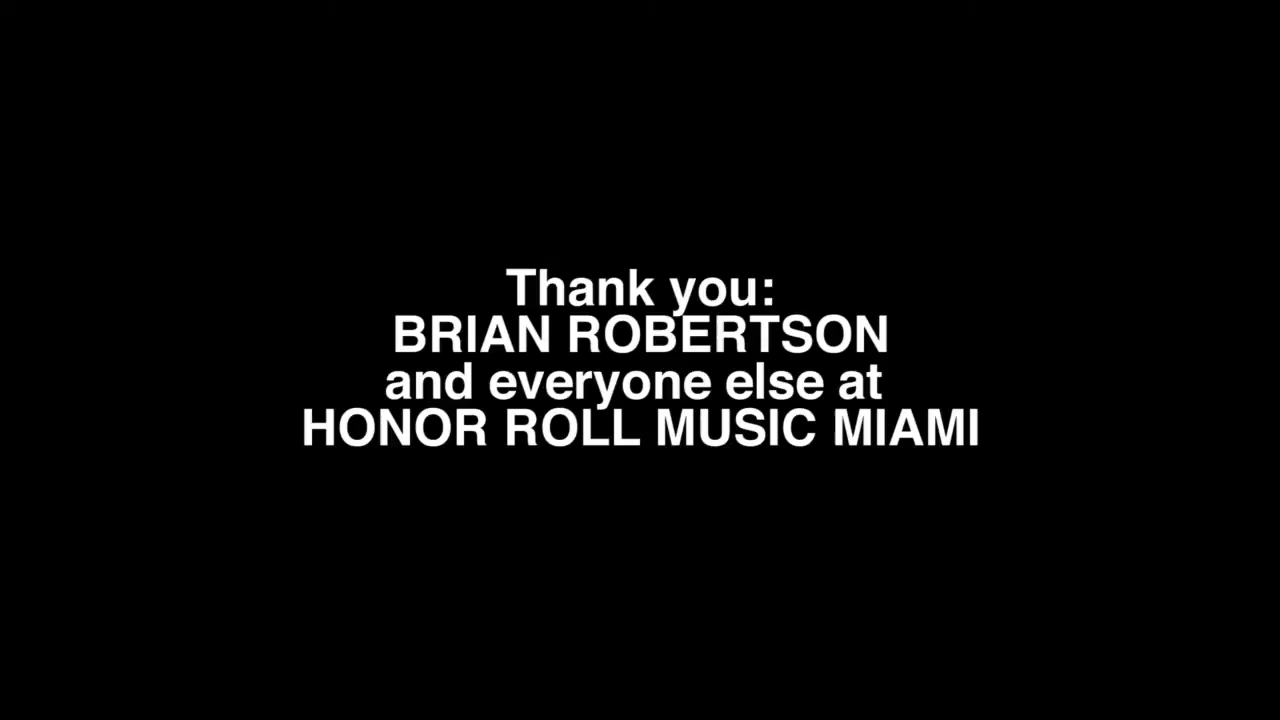 Thank you:
BRIAN ROBERTSON
and everyone else at
HONOR ROLL MUSIC MIAMI